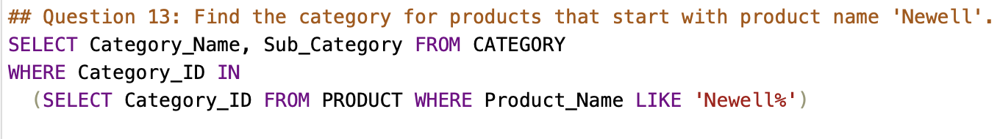 ## Question 13: Find the category for products that start with product name 'Newell'.
SELECT Category_Name, Sub_Category FROM CATEGORY
WHERE Category_ID IN
(SELECT Category_ID FROM PRODUCT WHERE Product_Name LIKE 'Newell%')